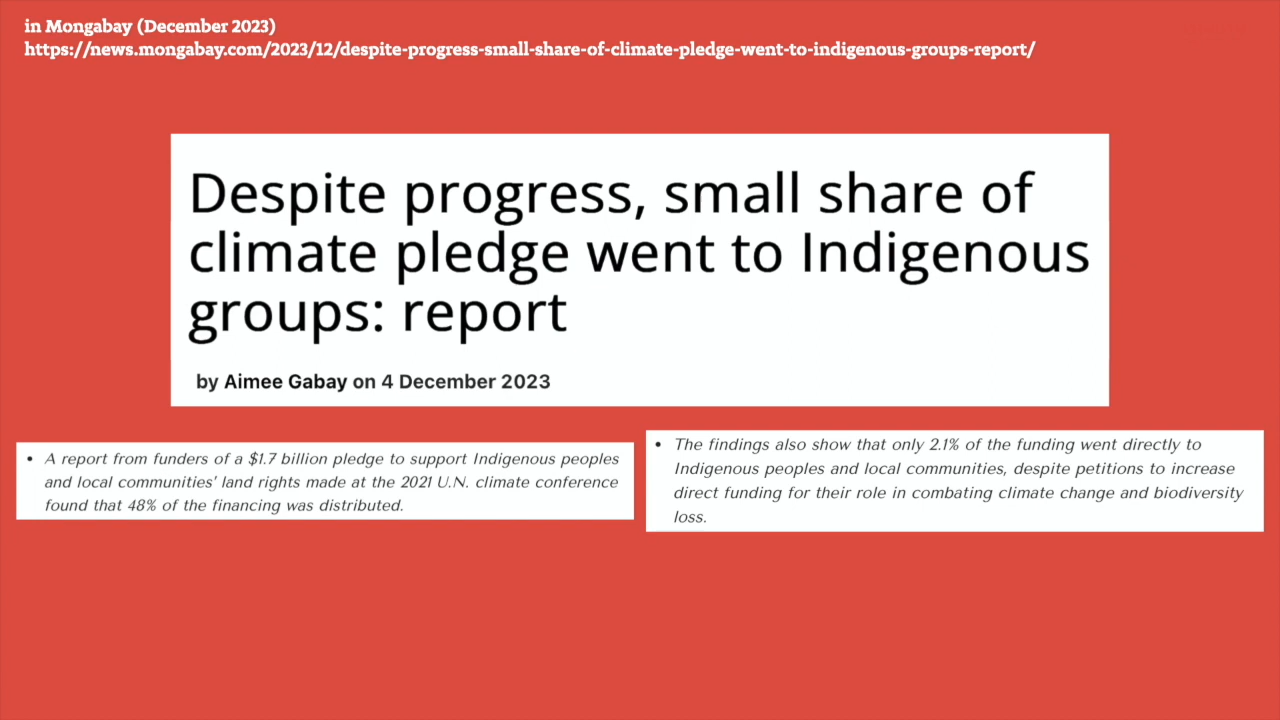 in Mongabay (December 2023)
https://news.mongabay.com/2023/12/despite-progress-small-share-of-climate-pledge-went-to-indigenous-groups-report/
Despite progress, small share of
climate pledge went to Indigenous
groups: report
by Aimee Gabay on 4 December 2023
• A report from funders of a $1.7 billion pledge to support Indigenous peoples
and local communities’ land rights made at the 2021 U.N. climate conference
found that 48% of the financing was distributed.
• The findings also show that only 2.1% of the funding went directly to
Indigenous peoples and local communities, despite petitions to increase
direct funding for their role in combating climate change and biodiversity
loss.